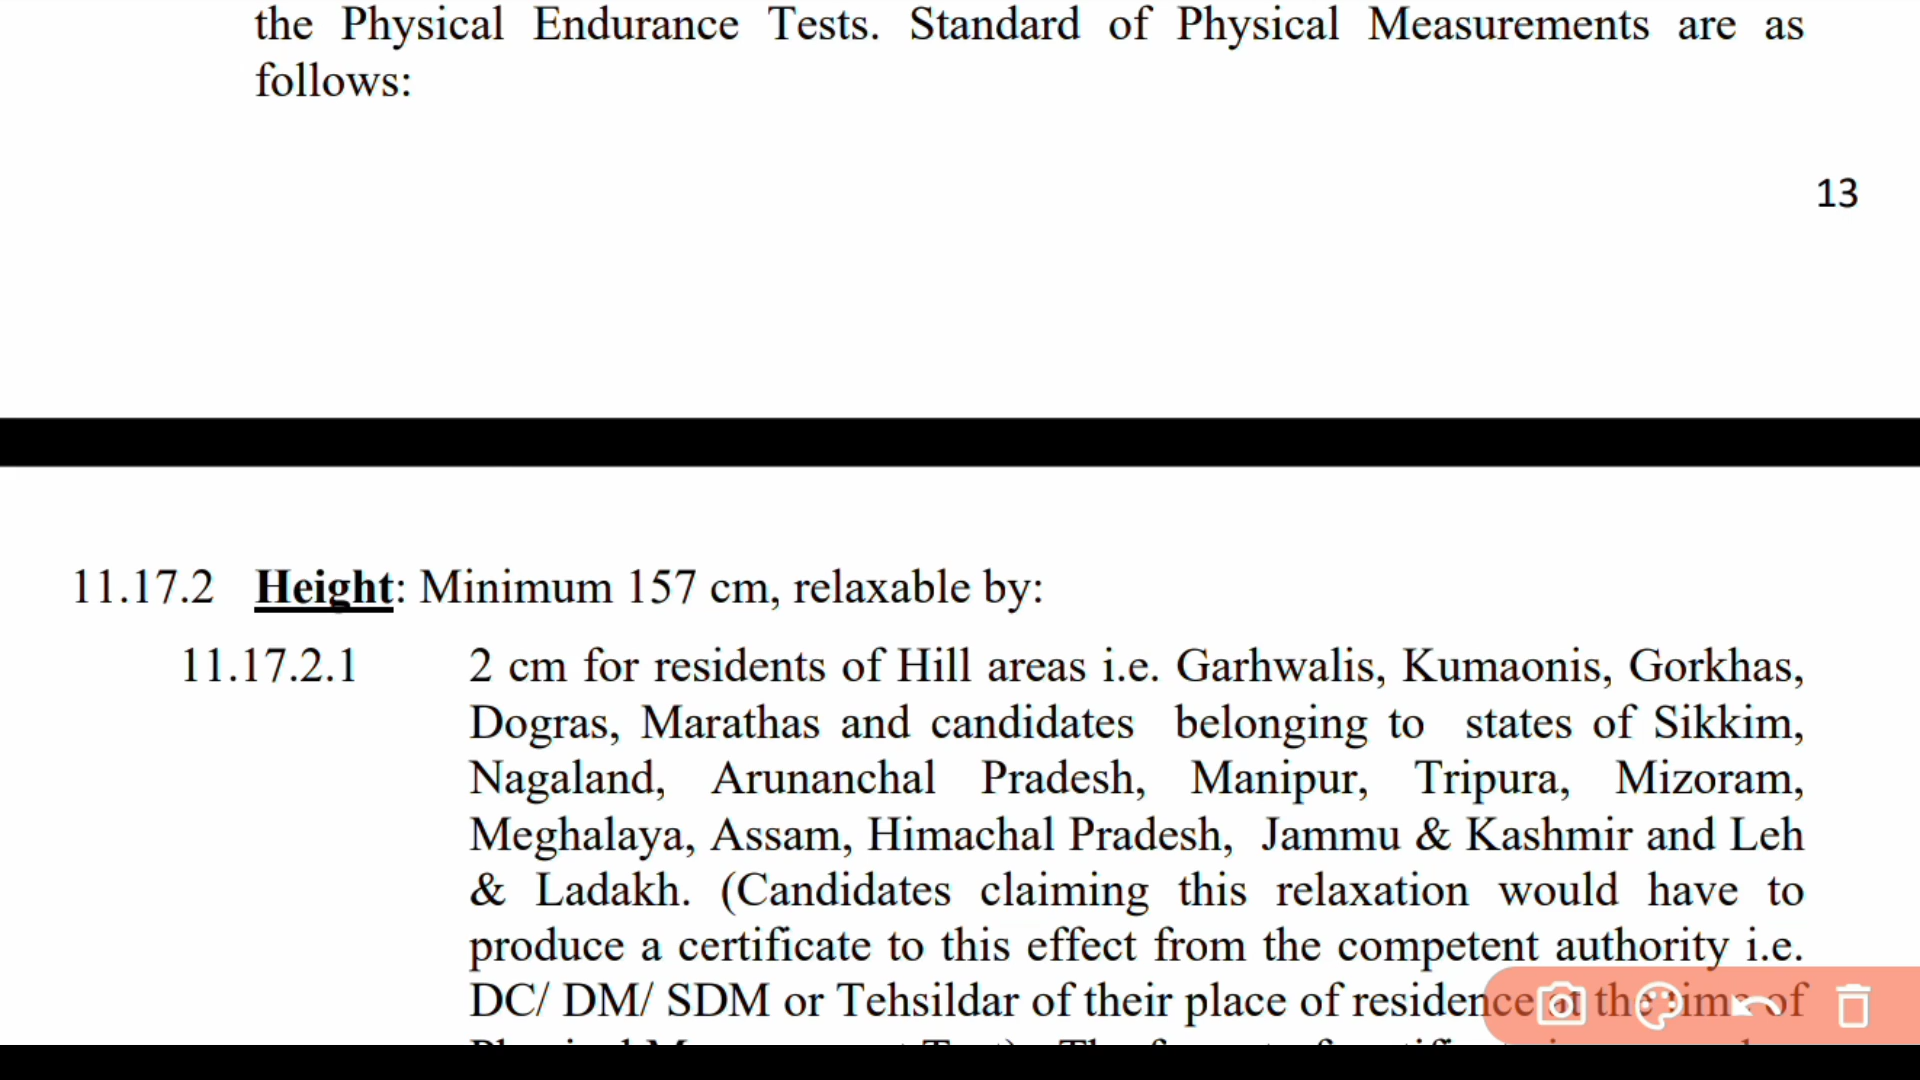 the Physical Endurance Tests. Standard of Physical Measurements are as
follows:
13
11.17.2 Height: Minimum 157 cm, relaxable by:
11.17.2.1 2 cm for residents of Hill areas i.e. Garhwalis, Kumaonis, Gorkhas,
Dogras, Marathas and candidates belonging to states of Sikkim,
Nagaland, Arunanchal Pradesh, Manipur, Tripura, Mizoram,
Meghalaya, Assam, Himachal Pradesh, Jammu & Kashmir and Leh
& Ladakh. (Candidates claiming this relaxation would have to
produce a certificate to this effect from the competent authority i.e.
DC/ DM/ SDM or Tehsildar of their place of residence at the time of